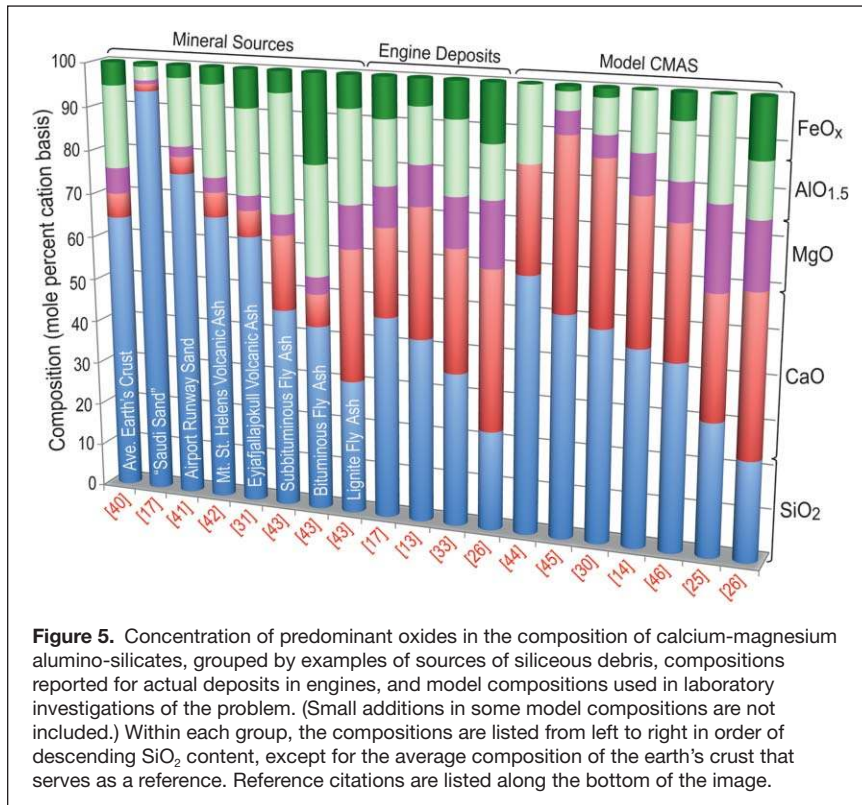 Mineral Sources
Engine Deposits
Model CMAS
Composition (mole percent cation basis)
100
90
80
70
60
50
40
30
20
10
0
Ave. Earth's Crust
"Saudi Sand"
Airport Runway Sand
Mt. St. Helens Volcanic Ash
Eyjafjallajokull Volcanic Ash
Subbituminous Fly Ash
Bituminous Fly Ash
Lignite Fly Ash
FeOₓ
AlO₁.₅
MgO
CaO
SiO₂
[40]
[17]
[41]
[42]
[31]
[43]
[43]
[43]
[17]
[13]
[33]
[26]
[44]
[45]
[30]
[14]
[46]
[25]
[26]
Figure 5. Concentration of predominant oxides in the composition of calcium-magnesium
alumino-silicates, grouped by examples of sources of siliceous debris, compositions
reported for actual deposits in engines, and model compositions used in laboratory
investigations of the problem. (Small additions in some model compositions are not
included.) Within each group, the compositions are listed from left to right in order of
descending SiO₂ content, except for the average composition of the earth's crust that
serves as a reference. Reference citations are listed along the bottom of the image.